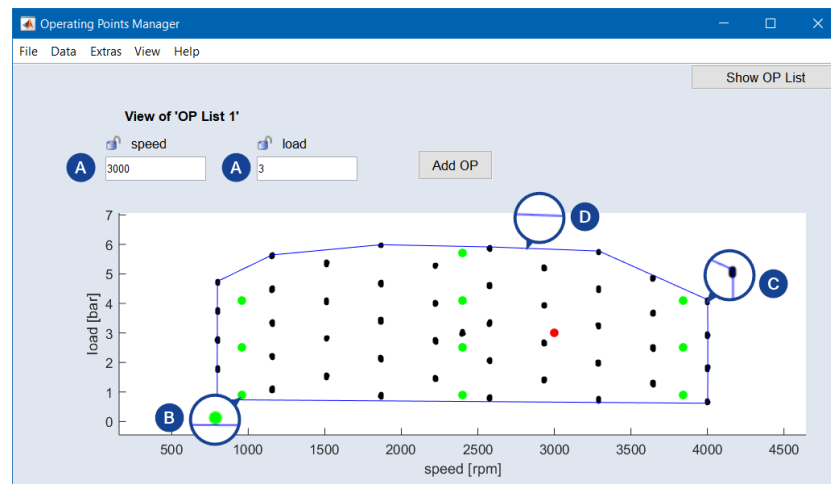 Operating Points Manager
File Data Extras View Help
Show OP List
View of 'OP List 1'
speed load
A 3000 A 3 Add OP
D
C
B
7
6
5
4
3
2
1
0
load [bar]
500 1000 1500 2000 2500 3000 3500 4000 4500
speed [rpm]